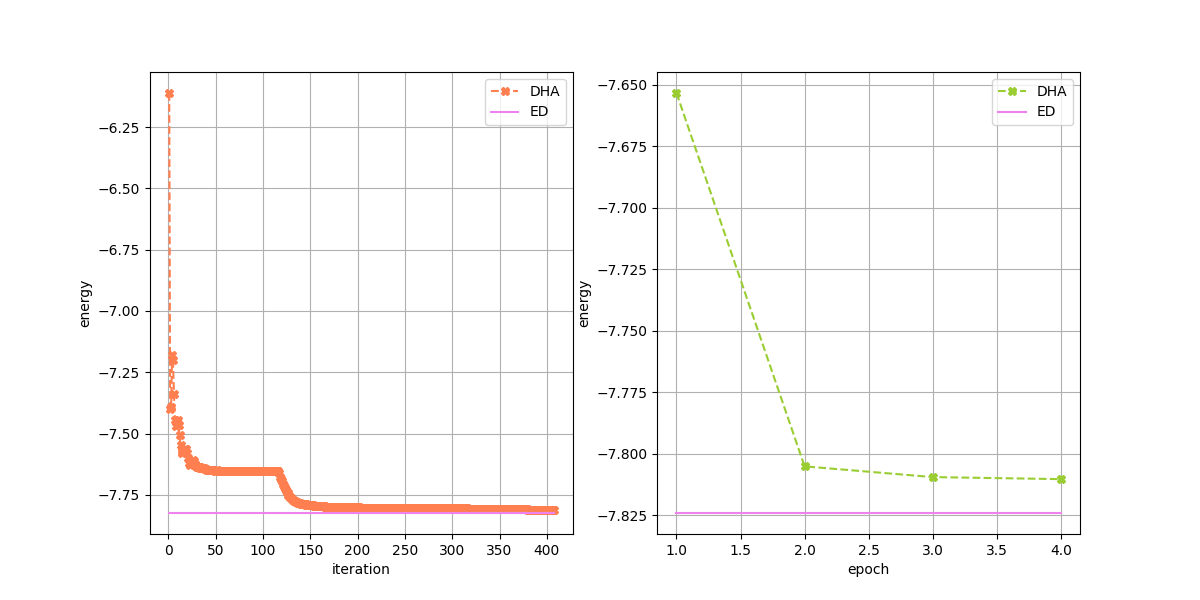 energy
−6.25
−6.50
−6.75
−7.00
−7.25
−7.50
−7.75
DHA
ED
0 50 100 150 200 250 300 350 400
iteration
energy
−7.650
−7.675
−7.700
−7.725
−7.750
−7.775
−7.800
−7.825
DHA
ED
1.0 1.5 2.0 2.5 3.0 3.5 4.0
epoch